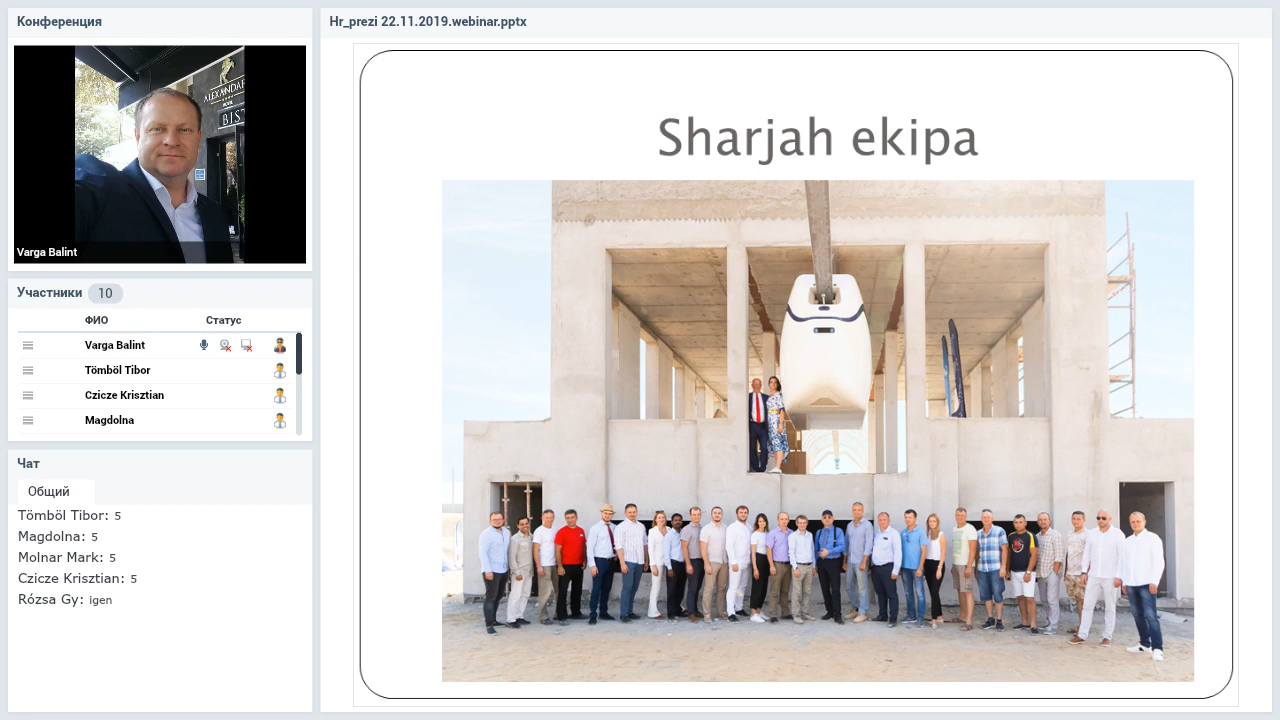 Конференция
ALEXANDAR
BIST
Varga Balint
Участники 10
ФИО Статус
Varga Balint
Tömböl Tibor
Czicze Krisztian
Magdolna
Чат
Общий
Tömböl Tibor: 5
Magdolna: 5
Molnar Mark: 5
Czicze Krisztian: 5
Rózsa Gy: igen
Hr_prezi 22.11.2019.webinar.pptx
Sharjah ekipa